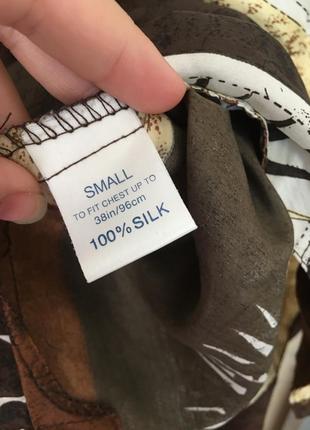 SMALL
TO FIT CHEST UP TO
38in/96cm
100% SILK